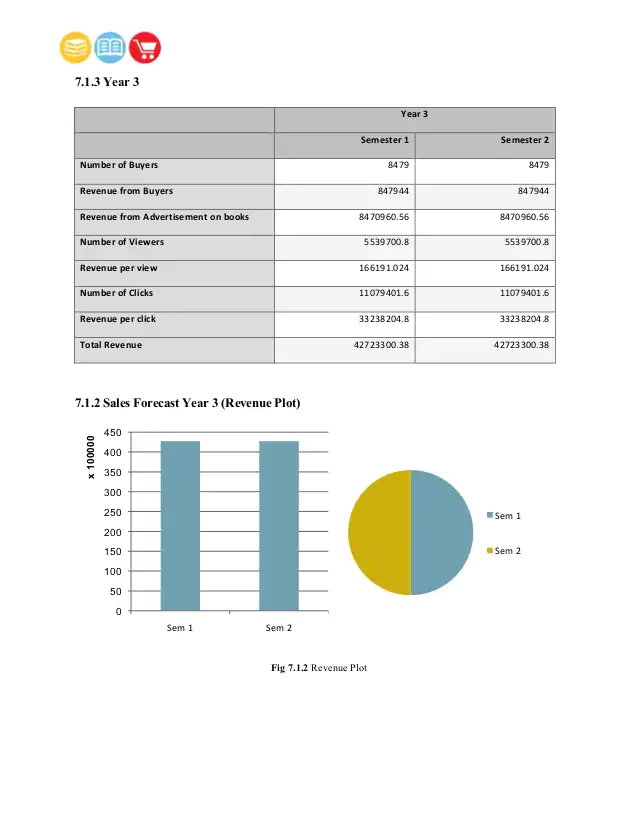 7.1.3 Year 3
Year 3
Semester 1 Semester 2
Number of Buyers 8479 8479
Revenue from Buyers 847944 847944
Revenue from Advertisement on books 8470960.56 8470960.56
Number of Viewers 5539700.8 5539700.8
Revenue per view 166191.024 166191.024
Number of Clicks 11079401.6 11079401.6
Revenue per click 33238204.8 33238204.8
Total Revenue 42723300.38 42723300.38
7.1.2 Sales Forecast Year 3 (Revenue Plot)
x 100000
450
400
350
300
250
200
150
100
50
0
Sem 1 Sem 2
Sem 1
Sem 2
Fig 7.1.2 Revenue Plot